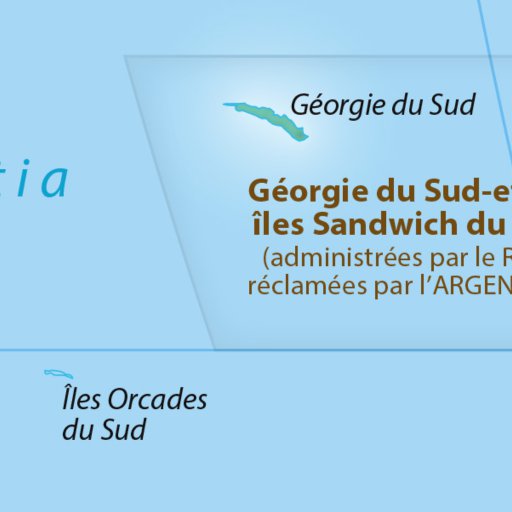 Géorgie du Sud
tia
Géorgie du Sud-et
îles Sandwich du
(administrées par le R
réclamées par l’ARGEN
Îles Orcades
du Sud